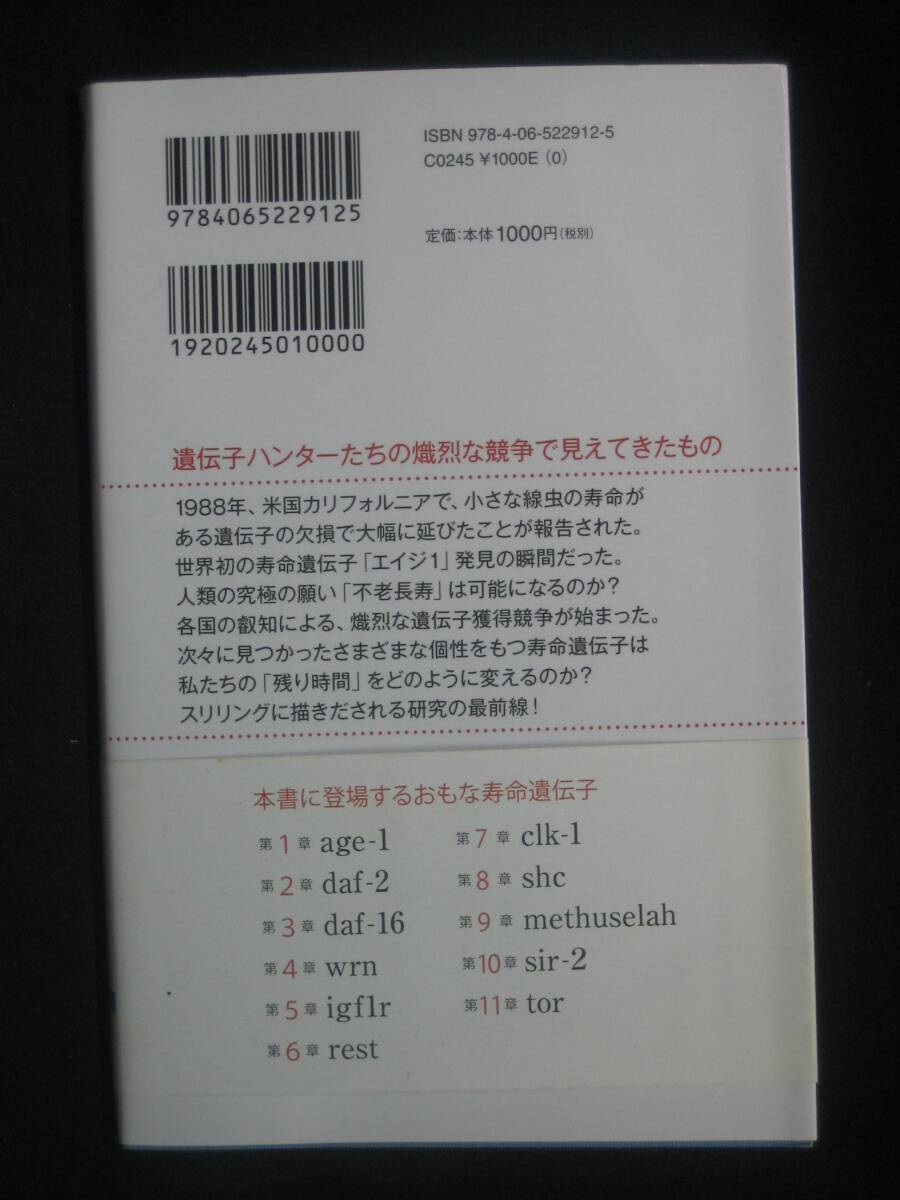 ISBN 978-4-06-522912-5
C0245 ¥1000E (0)
9784065229125
定価:本体1000円(税別)
1920245010000
遺伝子ハンターたちの熾烈な競争で見えてきたもの
1988年、米国カリフォルニアで、小さな線虫の寿命が
ある遺伝子の欠損で大幅に延びたことが報告された。
世界初の寿命遺伝子「エイジ1」発見の瞬間だった。
人類の究極の願い「不老長寿」は可能になるのか?
各国の叡知による、熾烈な遺伝子獲得競争が始まった。
次々に見つかったさまざまな個性をもつ寿命遺伝子は
私たちの「残り時間」をどのように変えるのか?
スリリングに描きだされる研究の最前線!
本書に登場するおもな寿命遺伝子
第1章 age-1
第2章 daf-2
第3章 daf-16
第4章 wrn
第5章 igf1r
第6章 rest
第7章 clk-1
第8章 shc
第9章 methuselah
第10章 sir-2
第11章 tor